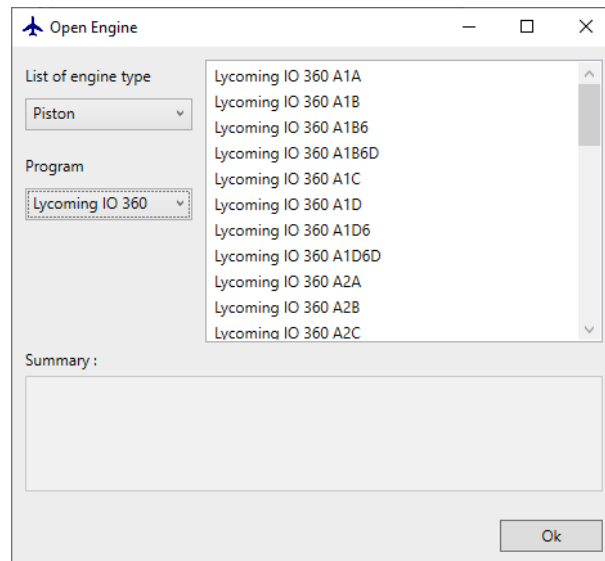 Open Engine
List of engine type
Piston
Program
Lycoming IO 360
Lycoming IO 360 A1A
Lycoming IO 360 A1B
Lycoming IO 360 A1B6
Lycoming IO 360 A1B6D
Lycoming IO 360 A1C
Lycoming IO 360 A1D
Lycoming IO 360 A1D6
Lycoming IO 360 A1D6D
Lycoming IO 360 A2A
Lycoming IO 360 A2B
Lycoming IO 360 A2C
Summary :
Ok